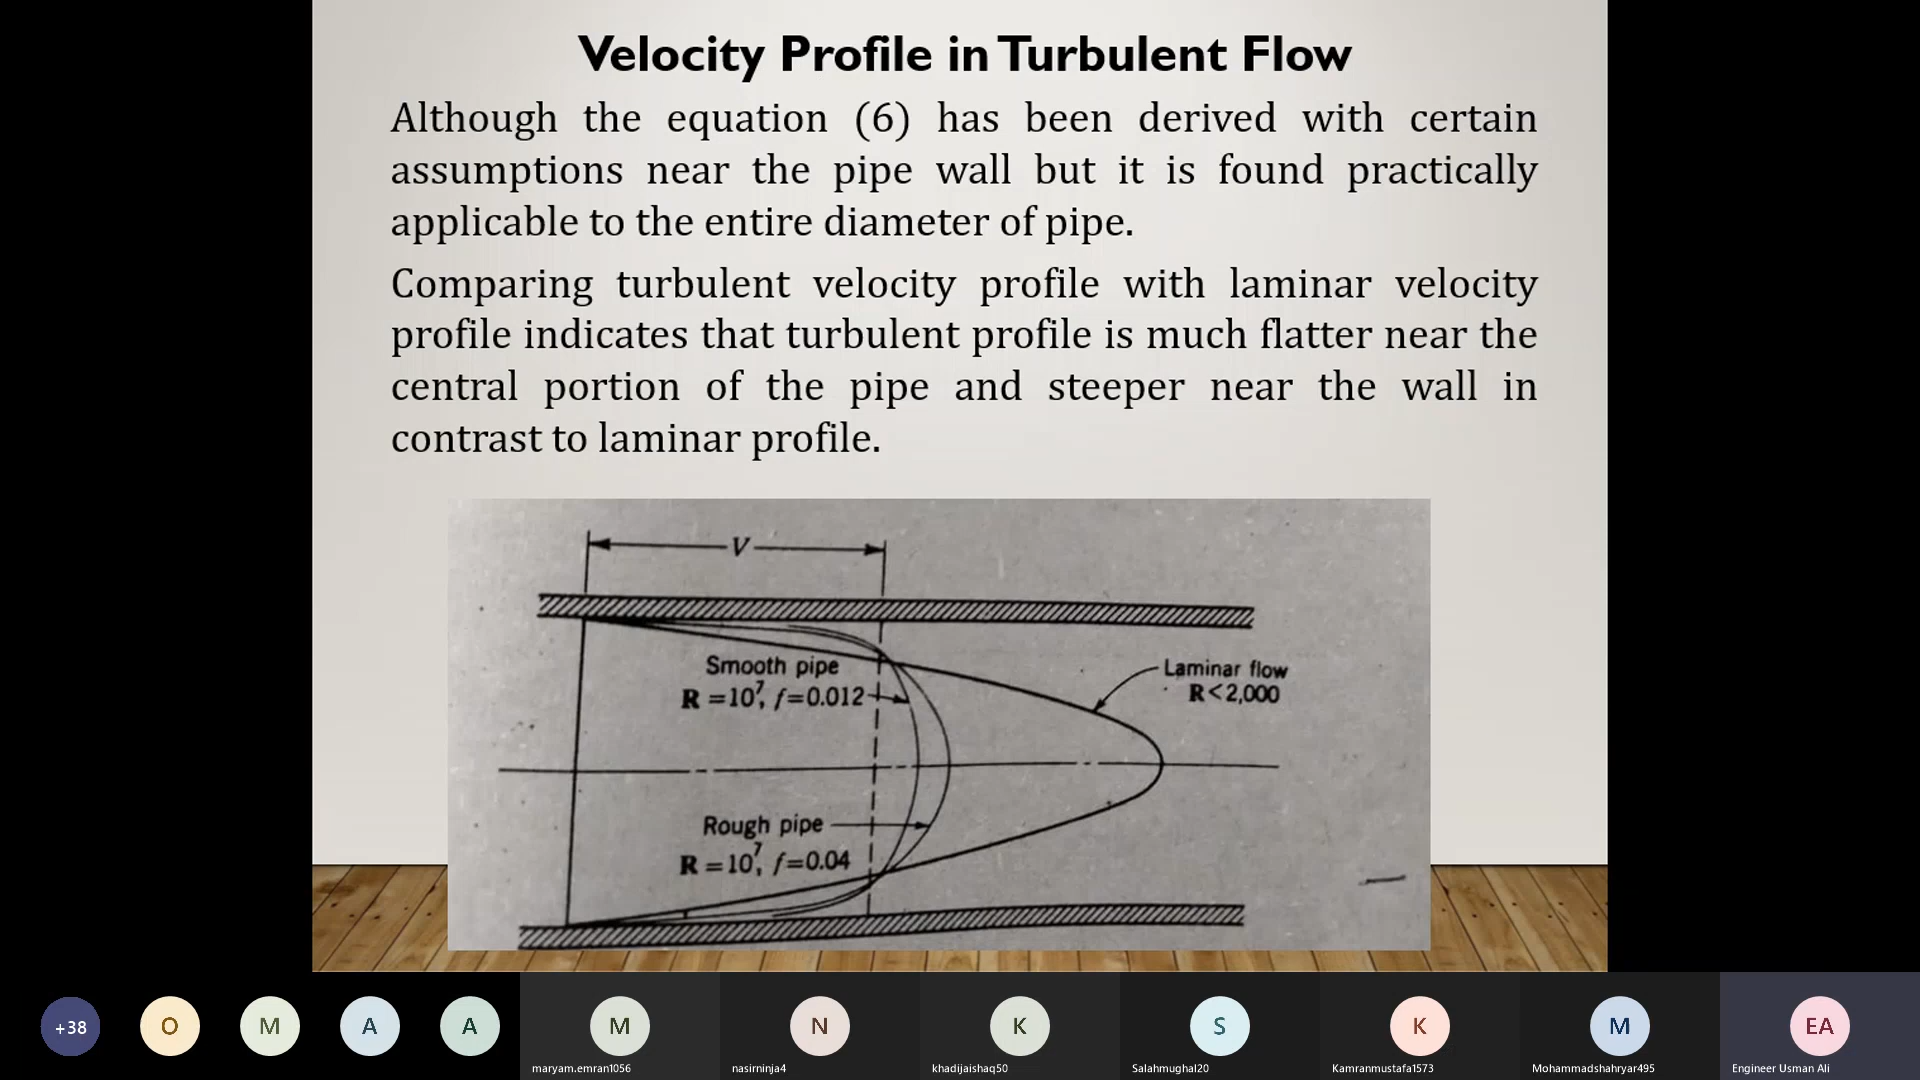 Velocity Profile in Turbulent Flow
Although the equation (6) has been derived with certain
assumptions near the pipe wall but it is found practically
applicable to the entire diameter of pipe.
Comparing turbulent velocity profile with laminar velocity
profile indicates that turbulent profile is much flatter near the
central portion of the pipe and steeper near the wall in
contrast to laminar profile.
V
Smooth pipe
R =10⁷, f=0.012
Laminar flow
R<2,000
Rough pipe
R =10⁷, f=0.04
+38
O
M
A
A
M
N
K
S
K
M
EA
maryam.emran1056
nasirninja4
khadijaishaq50
Salahmughal20
Kamranmustafa1573
Mohammadshahryar495
Engineer Usman Ali